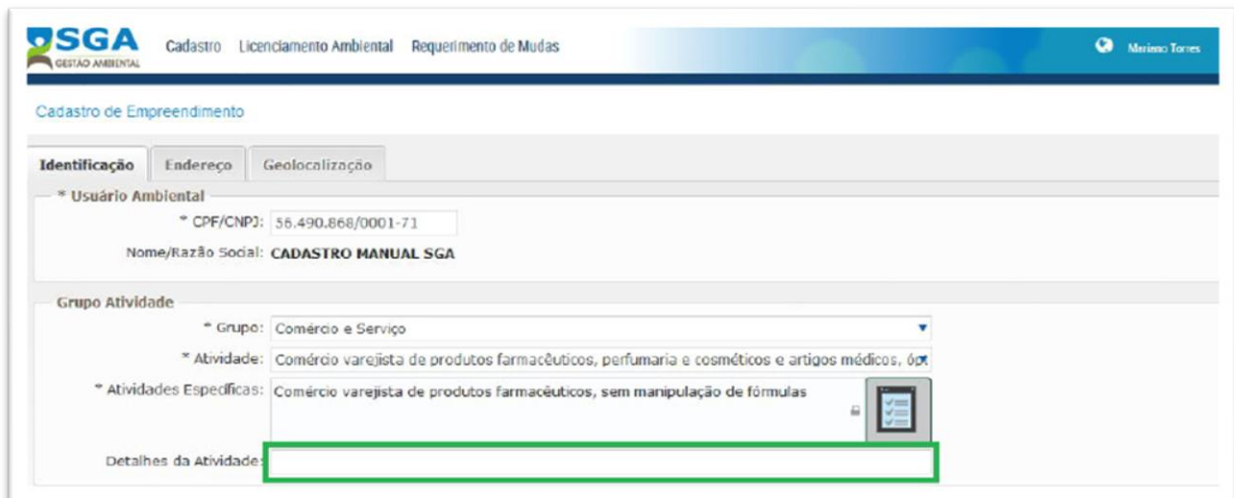 SGA
GESTÃO AMBIENTAL
Cadastro Licenciamento Ambiental Requerimento de Mudas
Mariano Torres
Cadastro de Empreendimento
Identificação Endereço Geolocalização
* Usuário Ambiental
* CPF/CNPJ: 56.490.868/0001-71
Nome/Razão Social: CADASTRO MANUAL SGA
Grupo Atividade
* Grupo: Comércio e Serviço
* Atividade: Comércio varejista de produtos farmacêuticos, perfumaria e cosméticos e artigos médicos, ópt
* Atividades Específicas: Comércio varejista de produtos farmacêuticos, sem manipulação de fórmulas
Detalhes da Atividade: